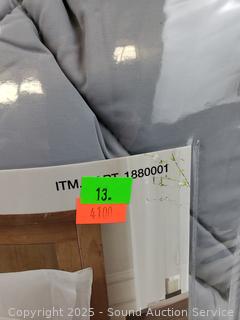 ITM. ART. 1880001
13.
4100
Copyright 2025 - Sound Auction Service